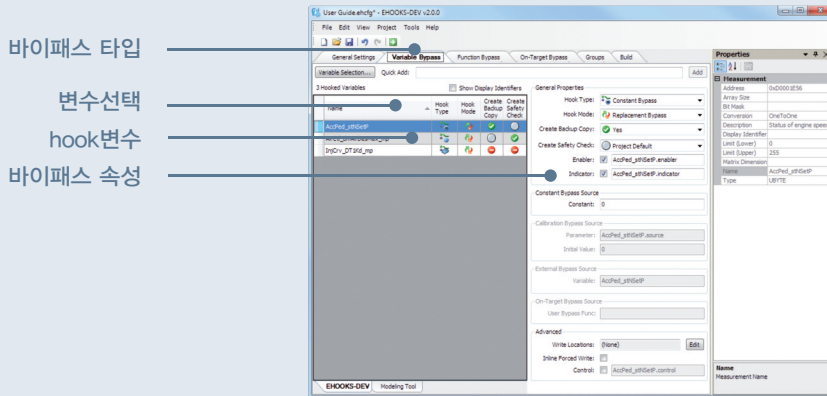 바이패스 타입
변수선택
hook변수
바이패스 속성
User Guide.ehcfg* - EHOOKS-DEV v2.0.0
File Edit View Project Tools Help
General Settings Variable Bypass Function Bypass On-Target Bypass Groups Build
Variable Selection... Quick Add: Add
3 Hooked Variables Show Display Identifiers
Name Hook Type Hook Mode Create Backup Copy Create Safety Check
AccPed_stNSetP
InjCrv_DT1Kd_mp
General Properties
Hook Type: Constant Bypass
Hook Mode: Replacement Bypass
Create Backup Copy: Yes
Create Safety Check: Project Default
Enabler: AccPed_stNSetP.enabler
Indicator: AccPed_stNSetP.indicator
Constant Bypass Source
Constant: 0
Calibration Bypass Source
Parameter: AccPed_stNSetP.source
Initial Value: 0
External Bypass Source
Variable: AccPed_stNSetP
On-Target Bypass Source
User Bypass Func:
Advanced
Write Locations: (None) Edit
Inline Forced Write:
Control: AccPed_stNSetP.control
EHOOKS-DEV Modeling Tool
Properties
Measurement
Address 0xD0001E56
Array Size
Bit Mask
Conversion OneToOne
Description Status of engine speed
Display Identifier
Limit (Lower) 0
Limit (Upper) 255
Matrix Dimension
Name AccPed_stNSetP
Type UBYTE
Name
Measurement Name